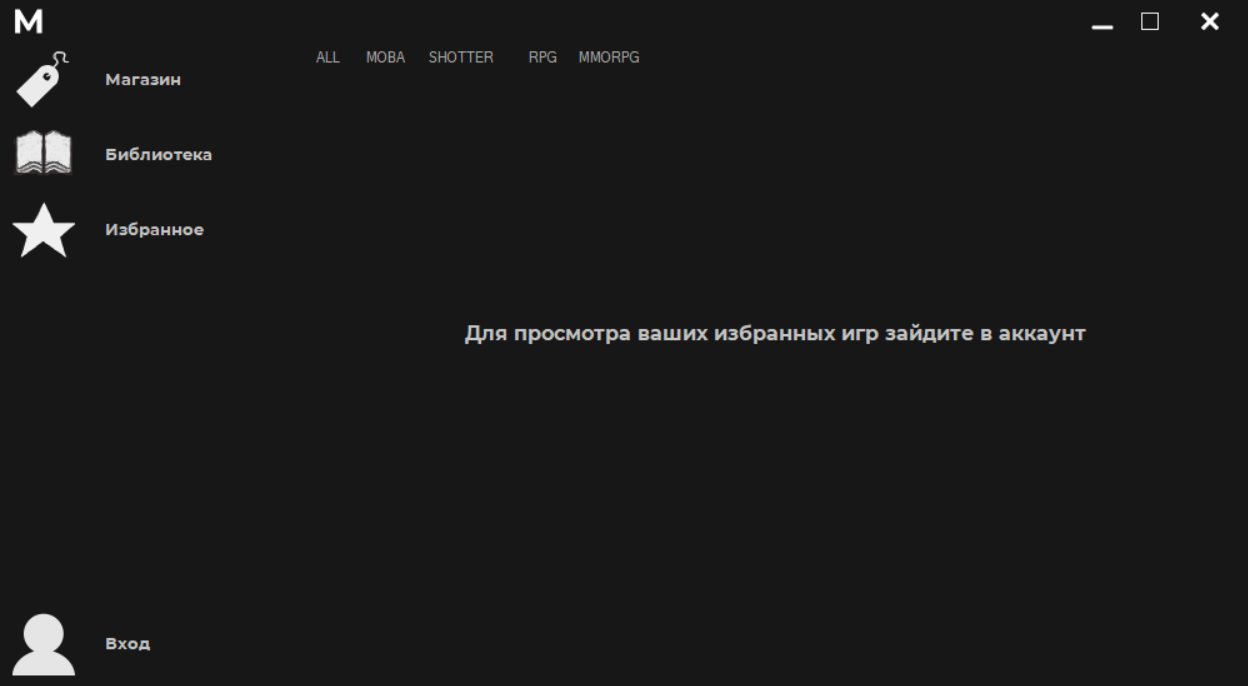 M
ALL MOBA SHOTTER RPG MMORPG
Магазин
Библиотека
Избранное
Для просмотра ваших избранных игр зайдите в аккаунт
Вход